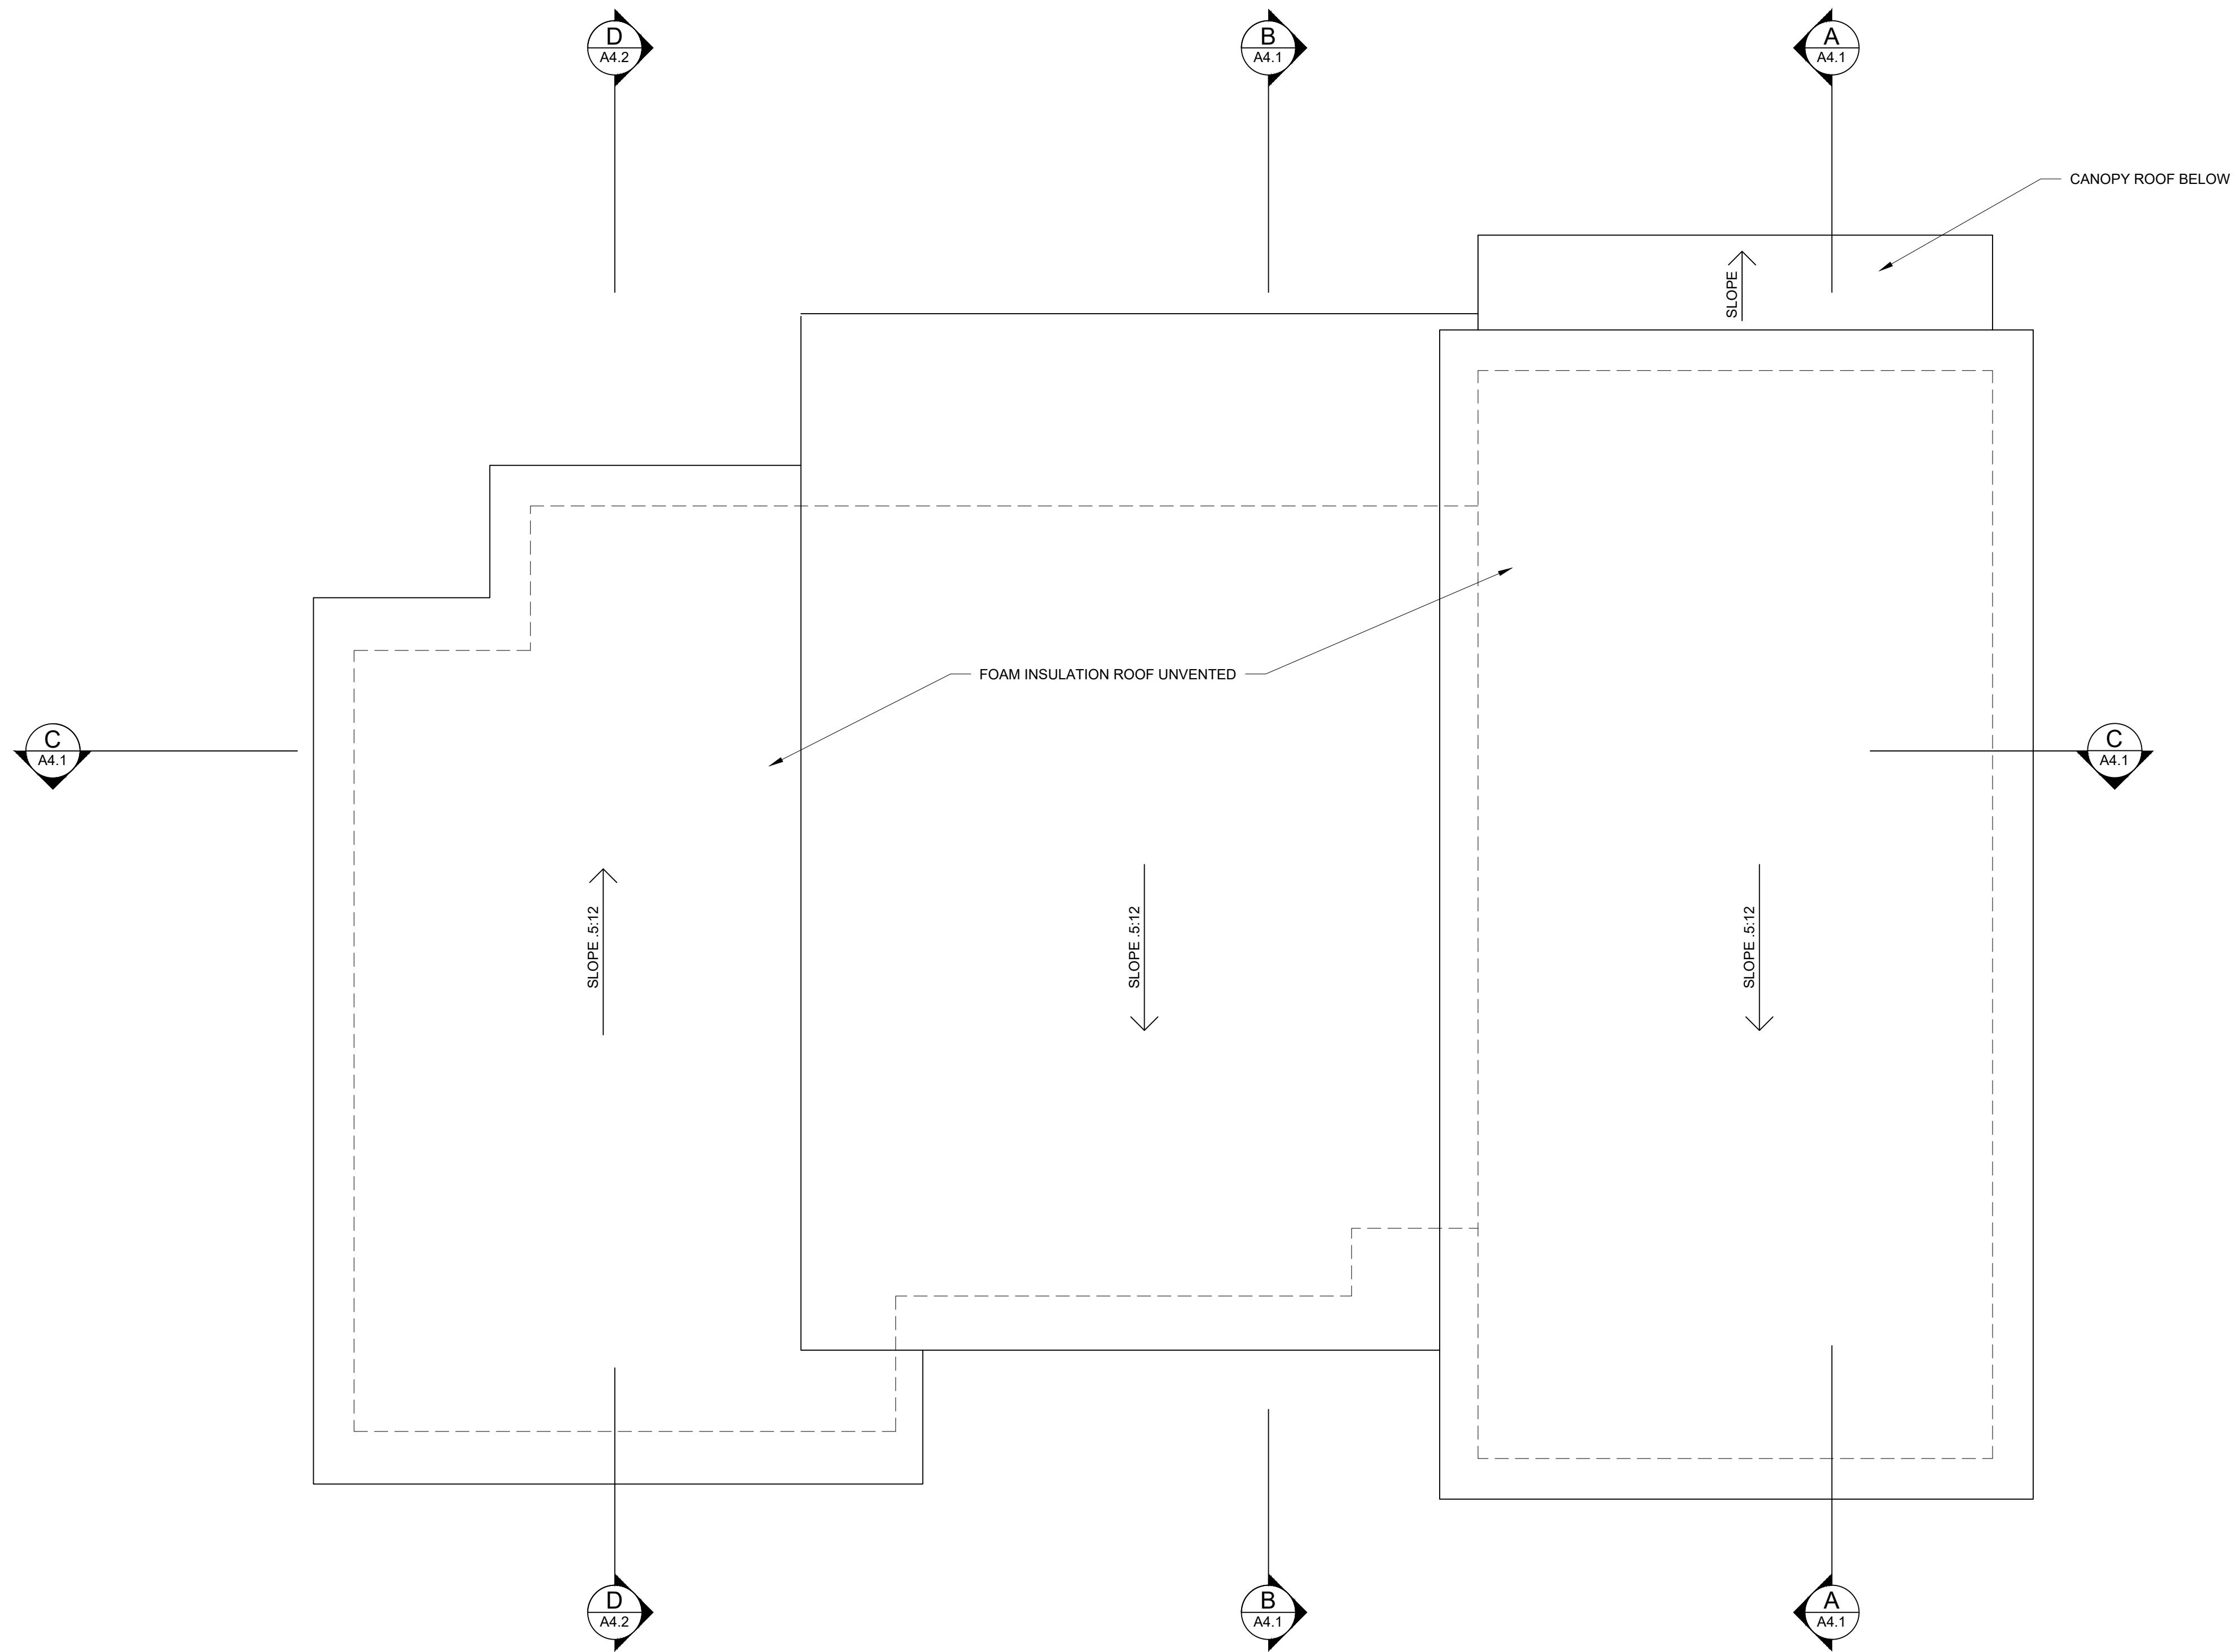 D
A4.2
B
A4.1
A
A4.1
CANOPY ROOF BELOW
SLOPE
FOAM INSULATION ROOF UNVENTED
C
A4.1
C
A4.1
SLOPE .5:12
SLOPE .5:12
SLOPE .5:12
D
A4.2
B
A4.1
A
A4.1